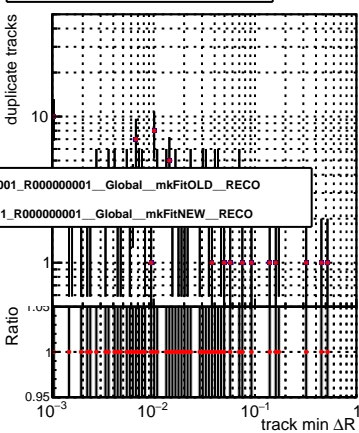 duplicate tracks
10
001_R000000001__Global__mkFitOLD__RECO
1_R000000001__Global__mkFitNEW__RECO
1
1.05
Ratio
1
0.95
10⁻³ 10⁻² 10⁻¹ 1
track min ΔR